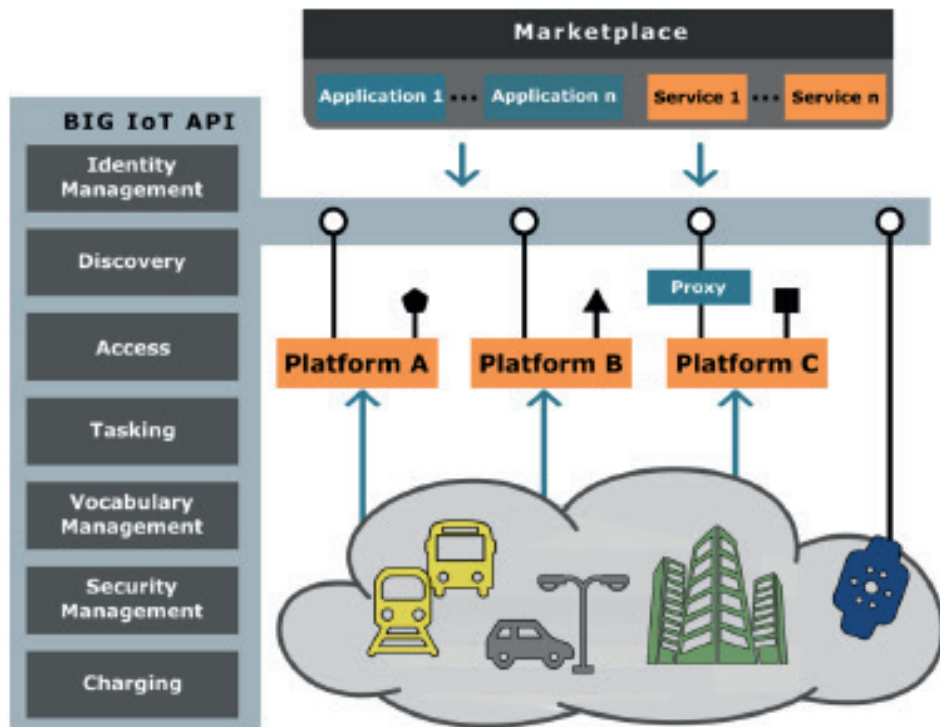 Marketplace
Application 1 ... Application n Service 1 ... Service n
BIG IoT API
Identity
Management
Discovery
Access
Tasking
Vocabulary
Management
Security
Management
Charging
Proxy
Platform A
Platform B
Platform C